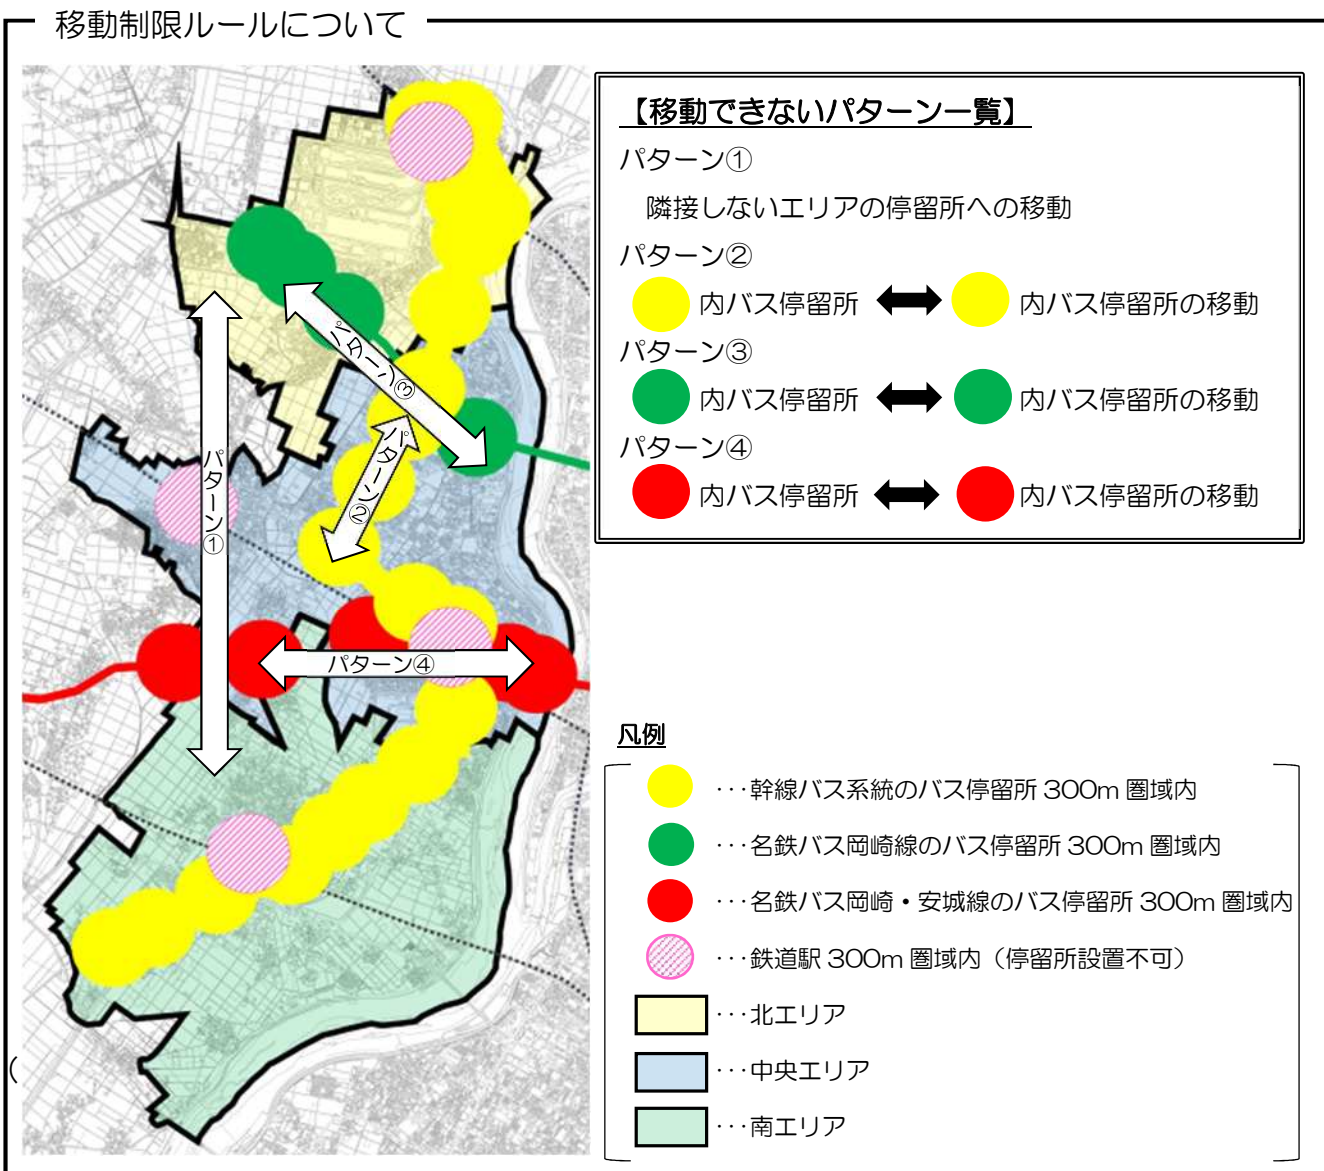 移動制限ルールについて
【移動できないパターン一覧】
パターン①
隣接しないエリアの停留所への移動
パターン②
内バス停留所 内バス停留所の移動
パターン③
内バス停留所 内バス停留所の移動
パターン④
内バス停留所 内バス停留所の移動
パターン③
パターン②
パターン①
パターン④
凡例
･･･幹線バス系統のバス停留所 300m 圏域内
･･･名鉄バス岡崎線のバス停留所 300m 圏域内
･･･名鉄バス岡崎・安城線のバス停留所 300m 圏域内
･･･鉄道駅 300m 圏域内（停留所設置不可）
･･･北エリア
･･･中央エリア
･･･南エリア
(